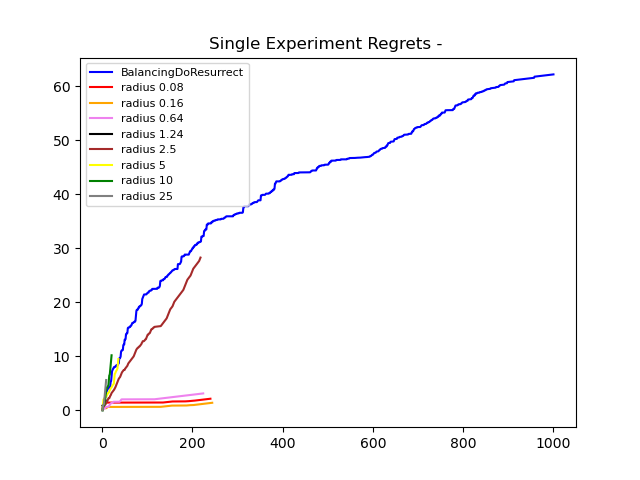 Single Experiment Regrets -
BalancingDoResurrect
radius 0.08
radius 0.16
radius 0.64
radius 1.24
radius 2.5
radius 5
radius 10
radius 25
60
50
40
30
20
10
0
0 200 400 600 800 1000